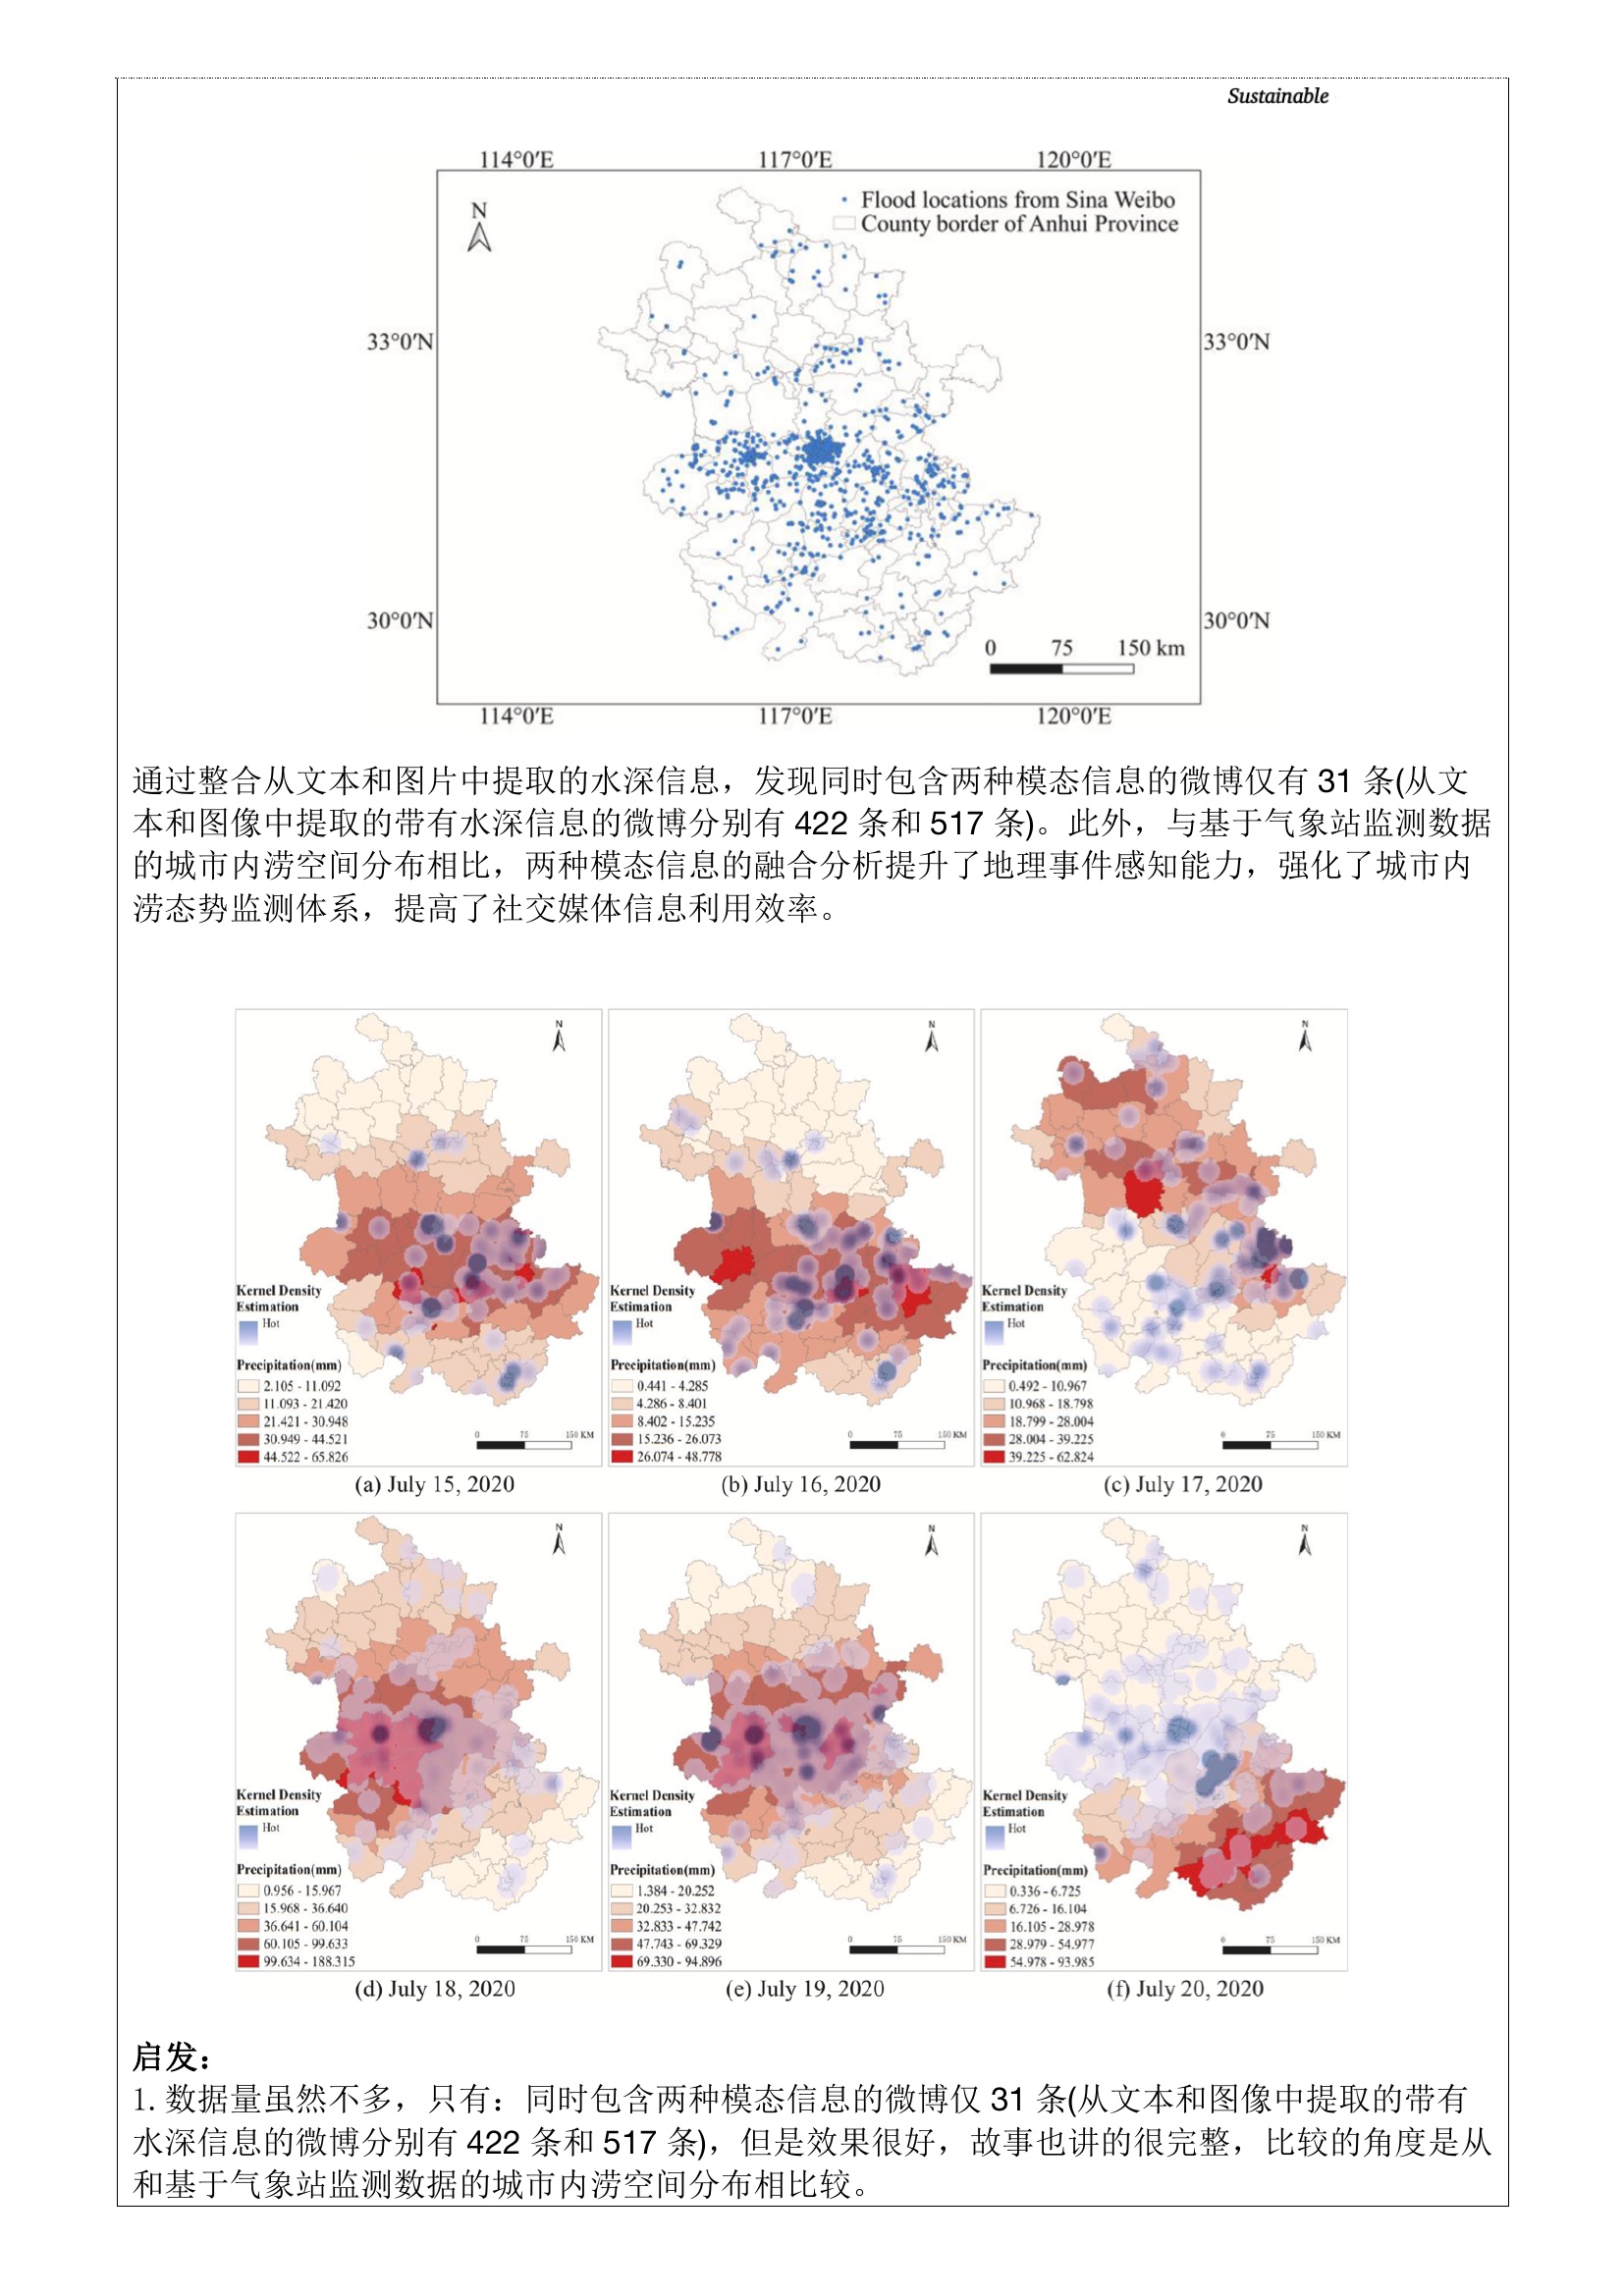 Sustainable
114°0′E 117°0′E 120°0′E
N
Flood locations from Sina Weibo
County border of Anhui Province
33°0′N 33°0′N
30°0′N 30°0′N
0 75 150 km
114°0′E 117°0′E 120°0′E
通过整合从文本和图片中提取的水深信息，发现同时包含两种模态信息的微博仅有 31 条(从文
本和图像中提取的带有水深信息的微博分别有 422 条和 517 条)。此外，与基于气象站监测数据
的城市内涝空间分布相比，两种模态信息的融合分析提升了地理事件感知能力，强化了城市内
涝态势监测体系，提高了社交媒体信息利用效率。
N
Kernel Density
Estimation
Hot
Precipitation(mm)
2.105 - 11.092
11.093 - 21.420
21.421 - 30.948
30.949 - 44.521
44.522 - 65.826
0 75 150 KM
(a) July 15, 2020
N
Kernel Density
Estimation
Hot
Precipitation(mm)
0.441 - 4.285
4.286 - 8.401
8.402 - 15.235
15.236 - 26.073
26.074 - 48.778
0 75 150 KM
(b) July 16, 2020
N
Kernel Density
Estimation
Hot
Precipitation(mm)
0.492 - 10.967
10.968 - 18.798
18.799 - 28.004
28.004 - 39.225
39.225 - 62.824
0 75 150 KM
(c) July 17, 2020
N
Kernel Density
Estimation
Hot
Precipitation(mm)
0.956 - 15.967
15.968 - 36.640
36.641 - 60.104
60.105 - 99.633
99.634 - 188.315
0 75 150 KM
(d) July 18, 2020
N
Kernel Density
Estimation
Hot
Precipitation(mm)
1.384 - 20.252
20.253 - 32.832
32.833 - 47.742
47.743 - 69.329
69.330 - 94.896
0 75 150 KM
(e) July 19, 2020
N
Kernel Density
Estimation
Hot
Precipitation(mm)
0.336 - 6.725
6.726 - 16.104
16.105 - 28.978
28.979 - 54.977
54.978 - 93.985
0 75 150 KM
(f) July 20, 2020
启发：
1. 数据量虽然不多，只有：同时包含两种模态信息的微博仅 31 条(从文本和图像中提取的带有
水深信息的微博分别有 422 条和 517 条)，但是效果很好，故事也讲的很完整，比较的角度是从
和基于气象站监测数据的城市内涝空间分布相比较。